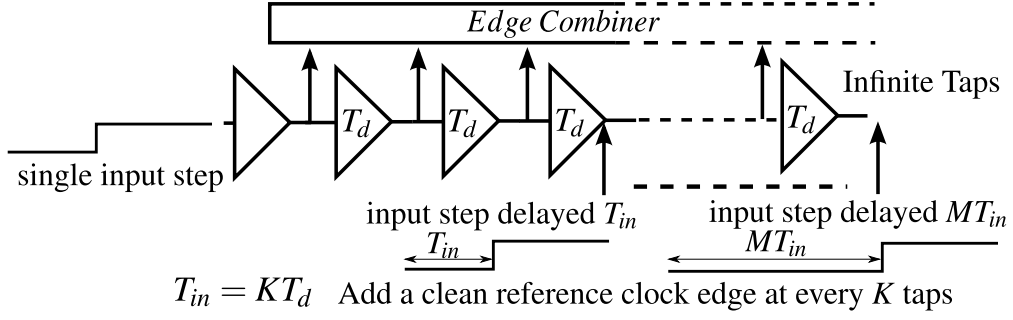 Edge Combiner
Infinite Taps
T_d T_d T_d T_d
single input step
input step delayed T_in input step delayed MT_in
T_in MT_in
T_in = KT_d Add a clean reference clock edge at every K taps